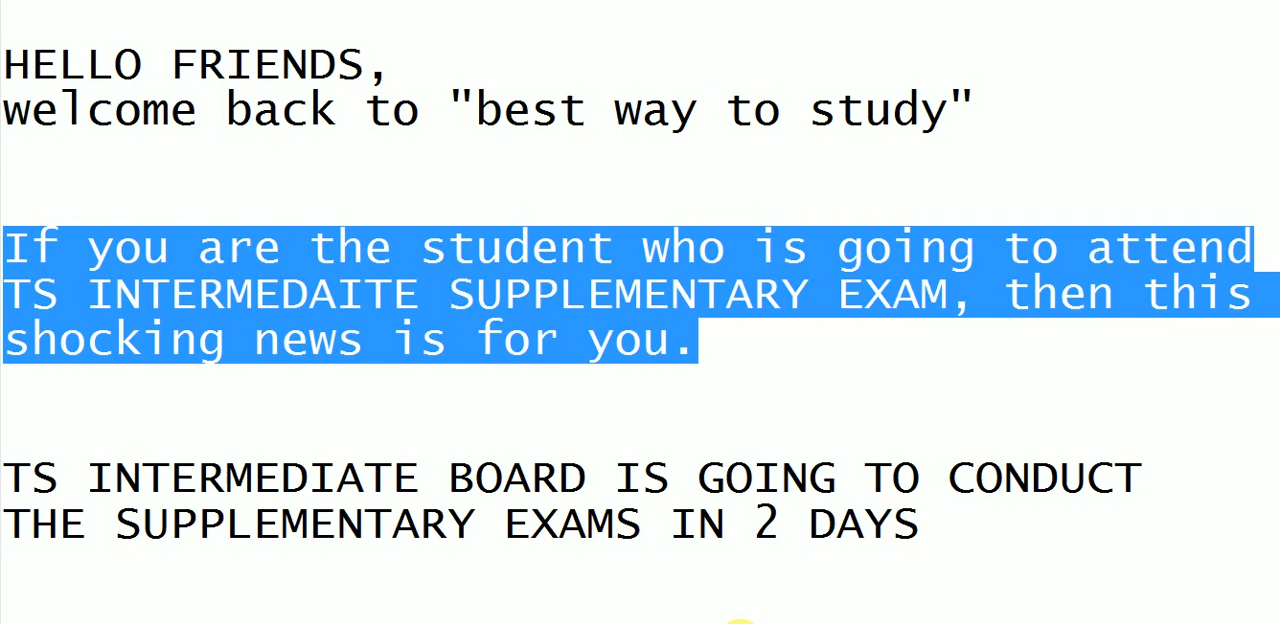 HELLO FRIENDS,
welcome back to "best way to study"
If you are the student who is going to attend
TS INTERMEDAITE SUPPLEMENTARY EXAM, then this
shocking news is for you.
TS INTERMEDIATE BOARD IS GOING TO CONDUCT
THE SUPPLEMENTARY EXAMS IN 2 DAYS